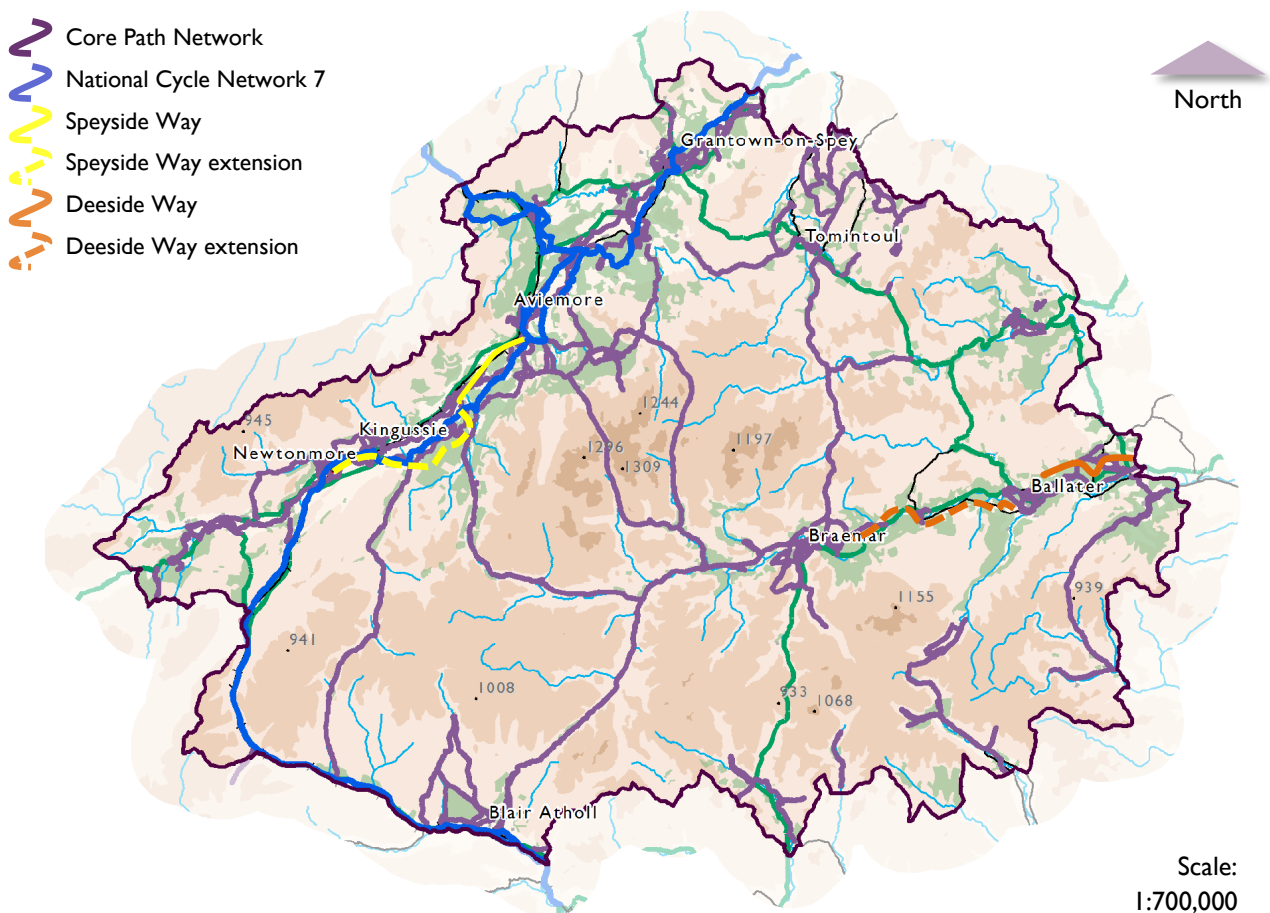 Core Path Network
National Cycle Network 7
Speyside Way
Speyside Way extension
Deeside Way
Deeside Way extension
North
Grantown-on-Spey
Tomintoul
Aviemore
1244
945
Kingussie
1197
Newtonmore
1296
1309
Ballater
Braemar
939
1155
941
1008
933
1068
Blair Atholl
Scale:
1:700,000